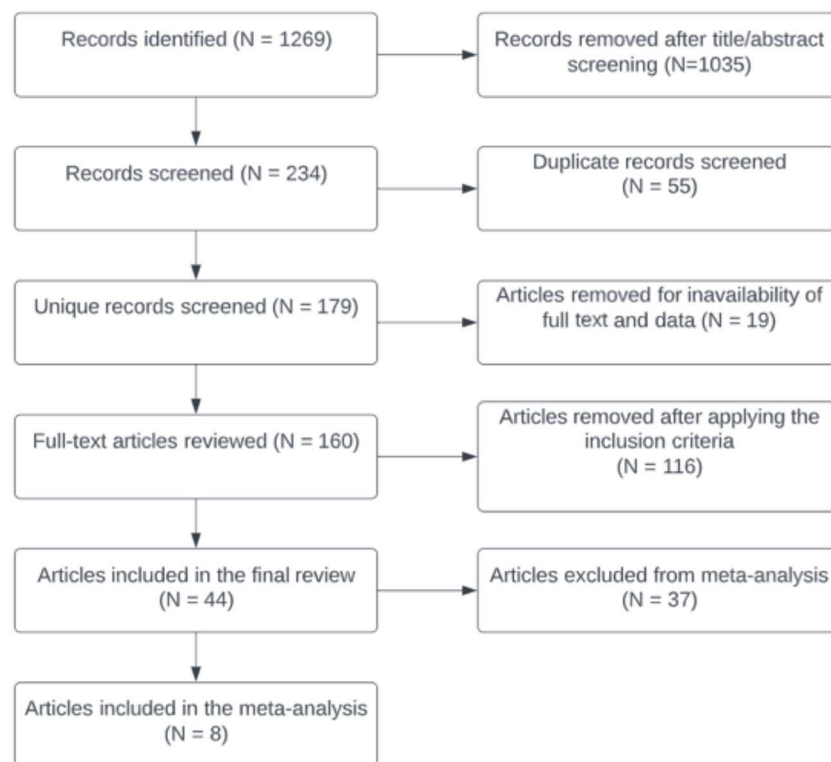 Records identified (N = 1269)
Records removed after title/abstract
screening (N=1035)
Records screened (N = 234)
Duplicate records screened
(N = 55)
Unique records screened (N = 179)
Articles removed for inavailability of
full text and data (N = 19)
Full-text articles reviewed (N = 160)
Articles removed after applying the
inclusion criteria
(N = 116)
Articles included in the final review
(N = 44)
Articles excluded from meta-analysis
(N = 37)
Articles included in the meta-analysis
(N = 8)